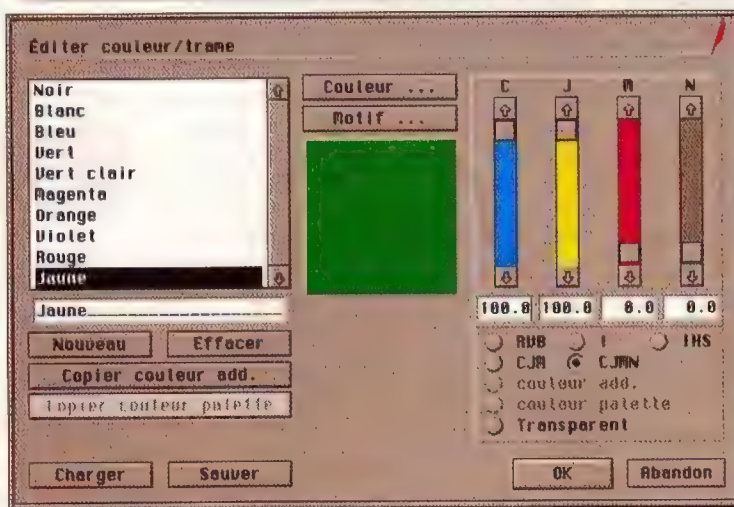 Éditer couleur/trame
Noir
Blanc
Bleu
Vert
Vert clair
Magenta
Orange
Violet
Rouge
Jaune
Jaune
Nouveau Effacer
Copier couleur add.
Copier couleur palette
Charger Sauver
Couleur ...
Motif ...
C J M N
100.0 100.0 0.0 0.0
RVB T IHS
CJM CJMN
couleur add.
couleur palette
Transparent
OK Abandon